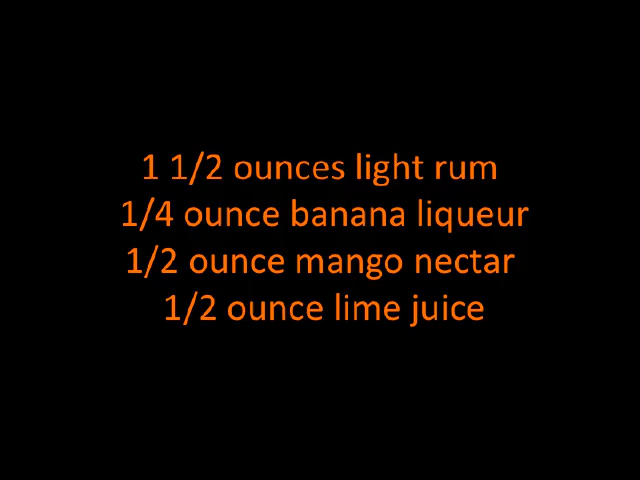 1 1/2 ounces light rum
1/4 ounce banana liqueur
1/2 ounce mango nectar
1/2 ounce lime juice